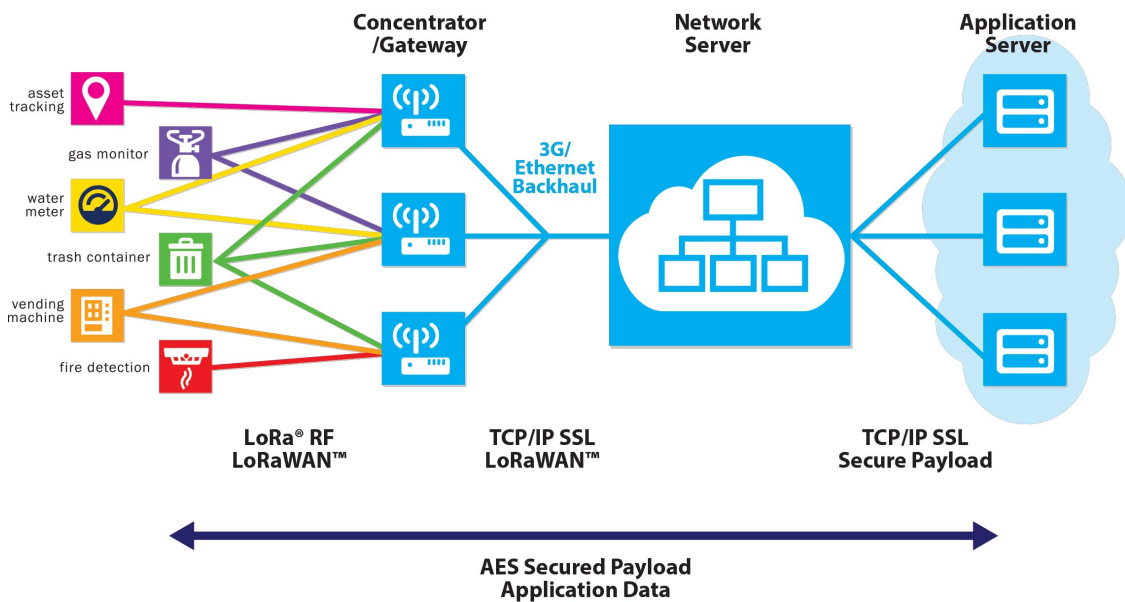 Concentrator
/Gateway
Network
Server
Application
Server
asset
tracking
gas monitor
water
meter
trash container
vending
machine
fire detection
3G/
Ethernet
Backhaul
LoRa® RF
LoRaWAN™
TCP/IP SSL
LoRaWAN™
TCP/IP SSL
Secure Payload
AES Secured Payload
Application Data